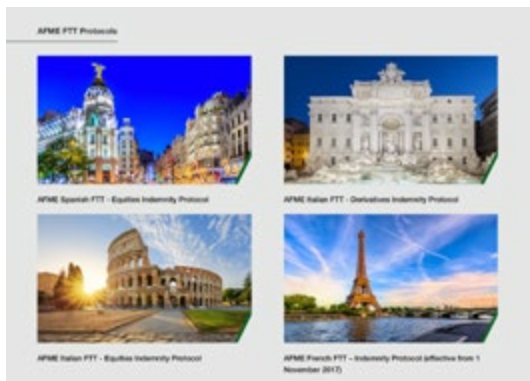 AFME FTT Protocols
AFME Spanish FTT - Equities Indemnity Protocol
AFME Italian FTT - Derivatives Indemnity Protocol
AFME Italian FTT - Equities Indemnity Protocol
AFME French FTT – Indemnity Protocol (effective from 1
November 2017)